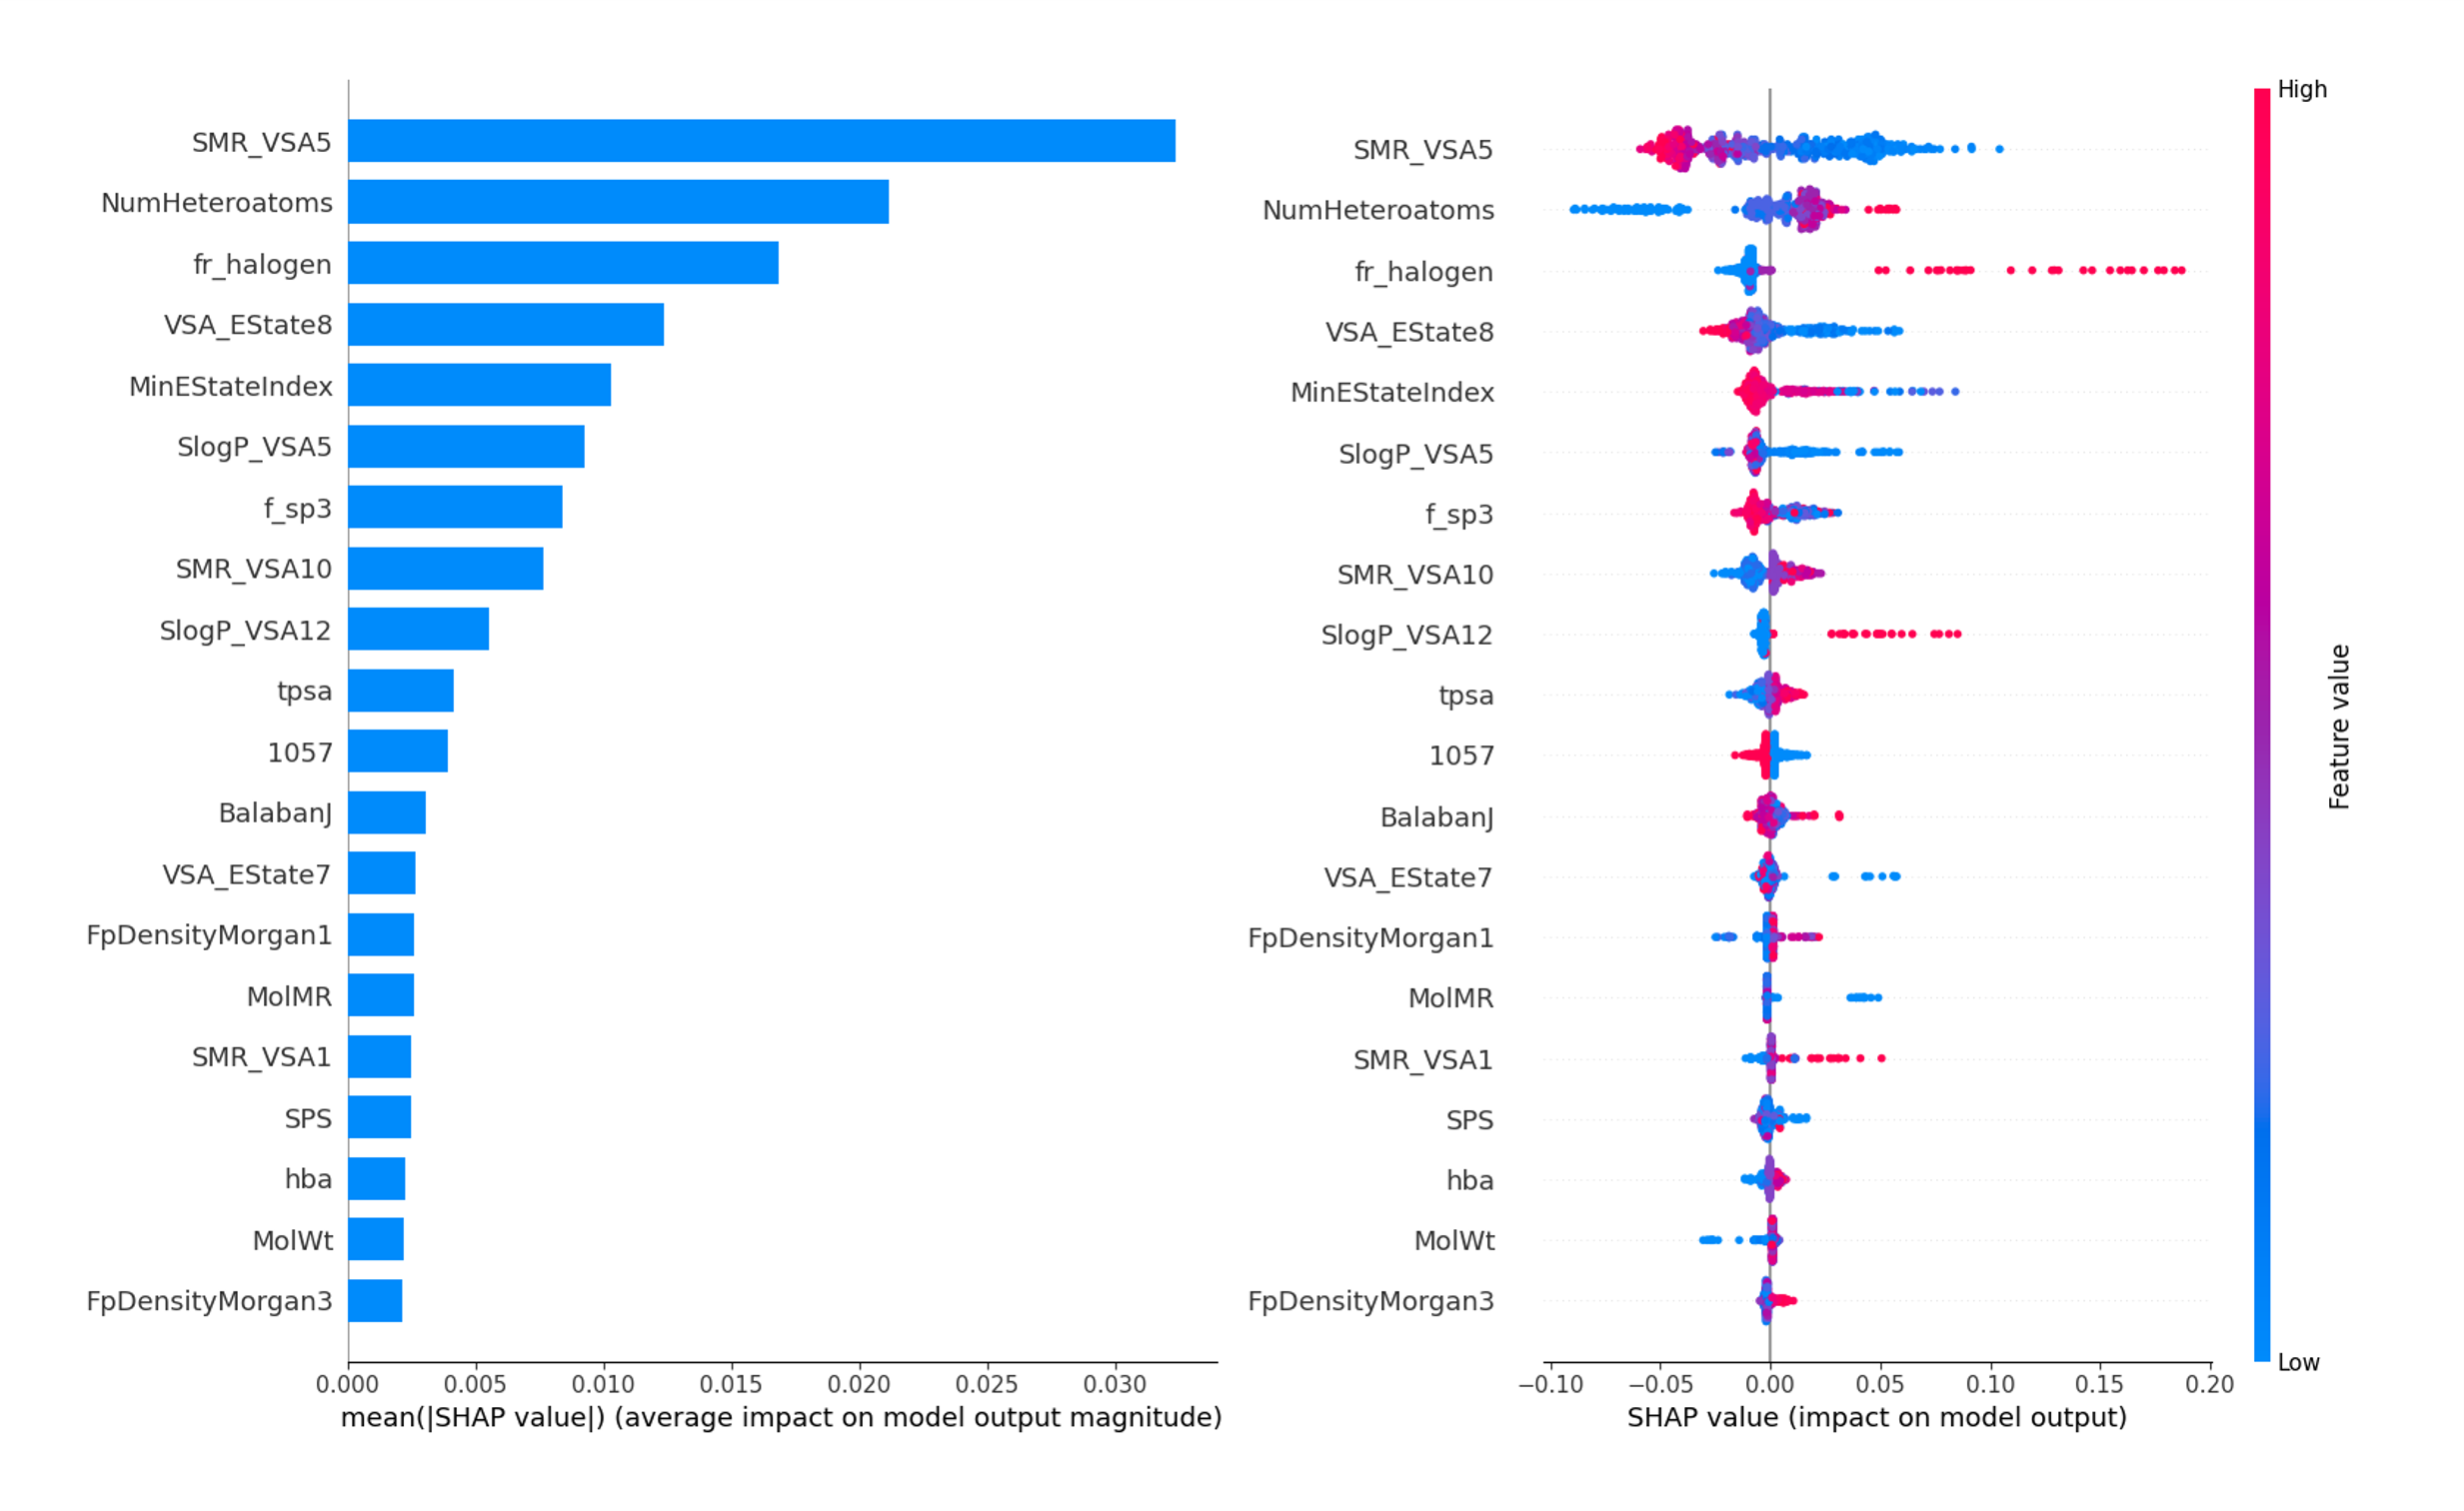 SMR_VSA5
NumHeteroatoms
fr_halogen
VSA_EState8
MinEStateIndex
SlogP_VSA5
f_sp3
SMR_VSA10
SlogP_VSA12
tpsa
1057
BalabanJ
VSA_EState7
FpDensityMorgan1
MolMR
SMR_VSA1
SPS
hba
MolWt
FpDensityMorgan3
0.000 0.005 0.010 0.015 0.020 0.025 0.030
mean(|SHAP value|) (average impact on model output magnitude)
SMR_VSA5
NumHeteroatoms
fr_halogen
VSA_EState8
MinEStateIndex
SlogP_VSA5
f_sp3
SMR_VSA10
SlogP_VSA12
tpsa
1057
BalabanJ
VSA_EState7
FpDensityMorgan1
MolMR
SMR_VSA1
SPS
hba
MolWt
FpDensityMorgan3
−0.10 −0.05 0.00 0.05 0.10 0.15 0.20
SHAP value (impact on model output)
High
Feature value
Low